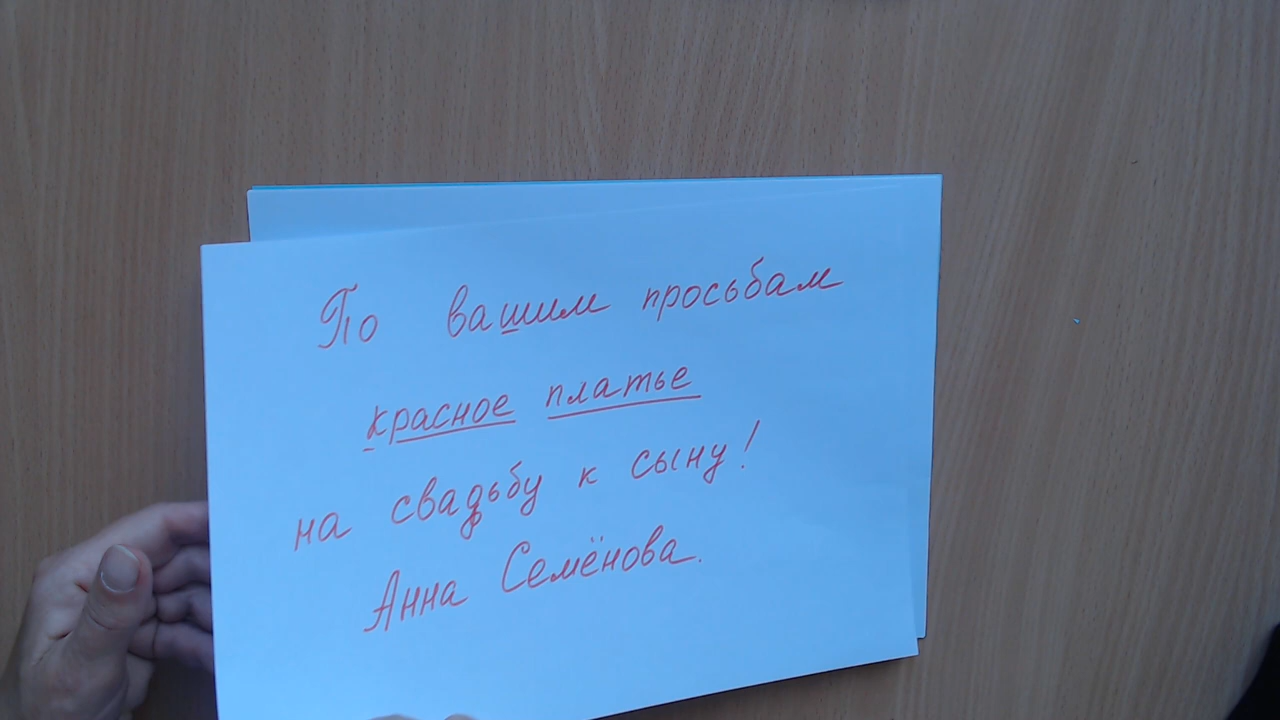 По вашим просьбам
красное платье
на свадьбу к сыну!
Анна Семёнова.